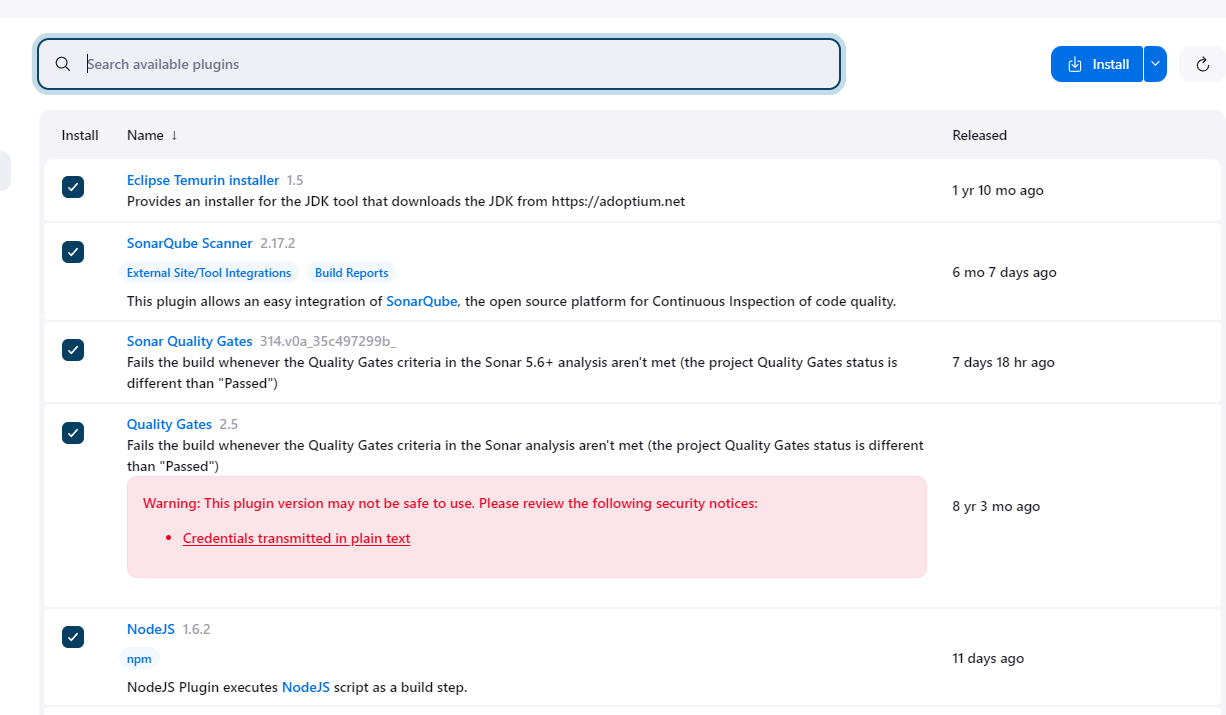 Search available plugins
Install
Install Name ↓ Released
Eclipse Temurin installer 1.5
Provides an installer for the JDK tool that downloads the JDK from https://adoptium.net
1 yr 10 mo ago
SonarQube Scanner 2.17.2
External Site/Tool Integrations Build Reports
This plugin allows an easy integration of SonarQube, the open source platform for Continuous Inspection of code quality.
6 mo 7 days ago
Sonar Quality Gates 314.v0a_35c497299b_
Fails the build whenever the Quality Gates criteria in the Sonar 5.6+ analysis aren't met (the project Quality Gates status is
different than "Passed")
7 days 18 hr ago
Quality Gates 2.5
Fails the build whenever the Quality Gates criteria in the Sonar analysis aren't met (the project Quality Gates status is different
than "Passed")
Warning: This plugin version may not be safe to use. Please review the following security notices:
• Credentials transmitted in plain text
8 yr 3 mo ago
NodeJS 1.6.2
npm
NodeJS Plugin executes NodeJS script as a build step.
11 days ago